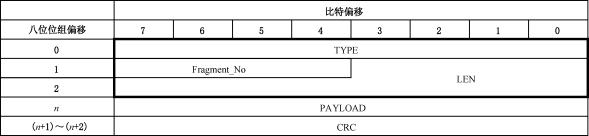 比特偏移
八位位组偏移 7 6 5 4 3 2 1 0
0 TYPE
1 Fragment_No LEN
2
n PAYLOAD
(n+1)～(n+2) CRC